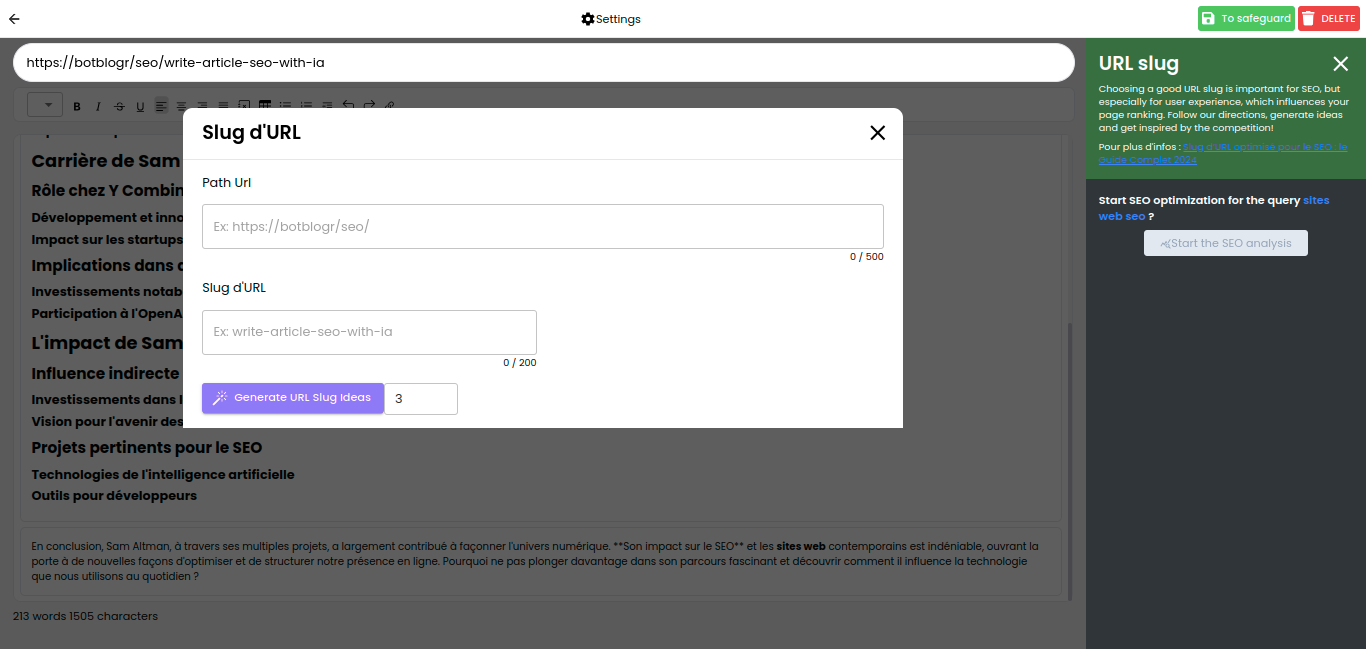 Settings
To safeguard
DELETE
https://botblogr/seo/write-article-seo-with-ia
B I S U
Slug d'URL
Path Url
Ex: https://botblogr/seo/
0 / 500
Slug d'URL
Ex: write-article-seo-with-ia
0 / 200
Generate URL Slug Ideas
3
Carrière de Sam
Rôle chez Y Combin
Développement et inno
Impact sur les startups
Implications dans
Investissements notab
Participation à l'OpenA
L'impact de Sam
Influence indirecte
Investissements dans l
Vision pour l'avenir des
Projets pertinents pour le SEO
Technologies de l'intelligence artificielle
Outils pour développeurs
En conclusion, Sam Altman, à travers ses multiples projets, a largement contribué à façonner l'univers numérique. **Son impact sur le SEO** et les sites web contemporains est indéniable, ouvrant la
porte à de nouvelles façons d'optimiser et de structurer notre présence en ligne. Pourquoi ne pas plonger davantage dans son parcours fascinant et découvrir comment il influence la technologie
que nous utilisons au quotidien ?
213 words 1505 characters
URL slug
Choosing a good URL slug is important for SEO, but
especially for user experience, which influences your
page ranking. Follow our directions, generate ideas
and get inspired by the competition!
Pour plus d'infos : Slug d'URL optimisé pour le SEO : le
Guide Complet 2024
Start SEO optimization for the query sites
web seo ?
Start the SEO analysis